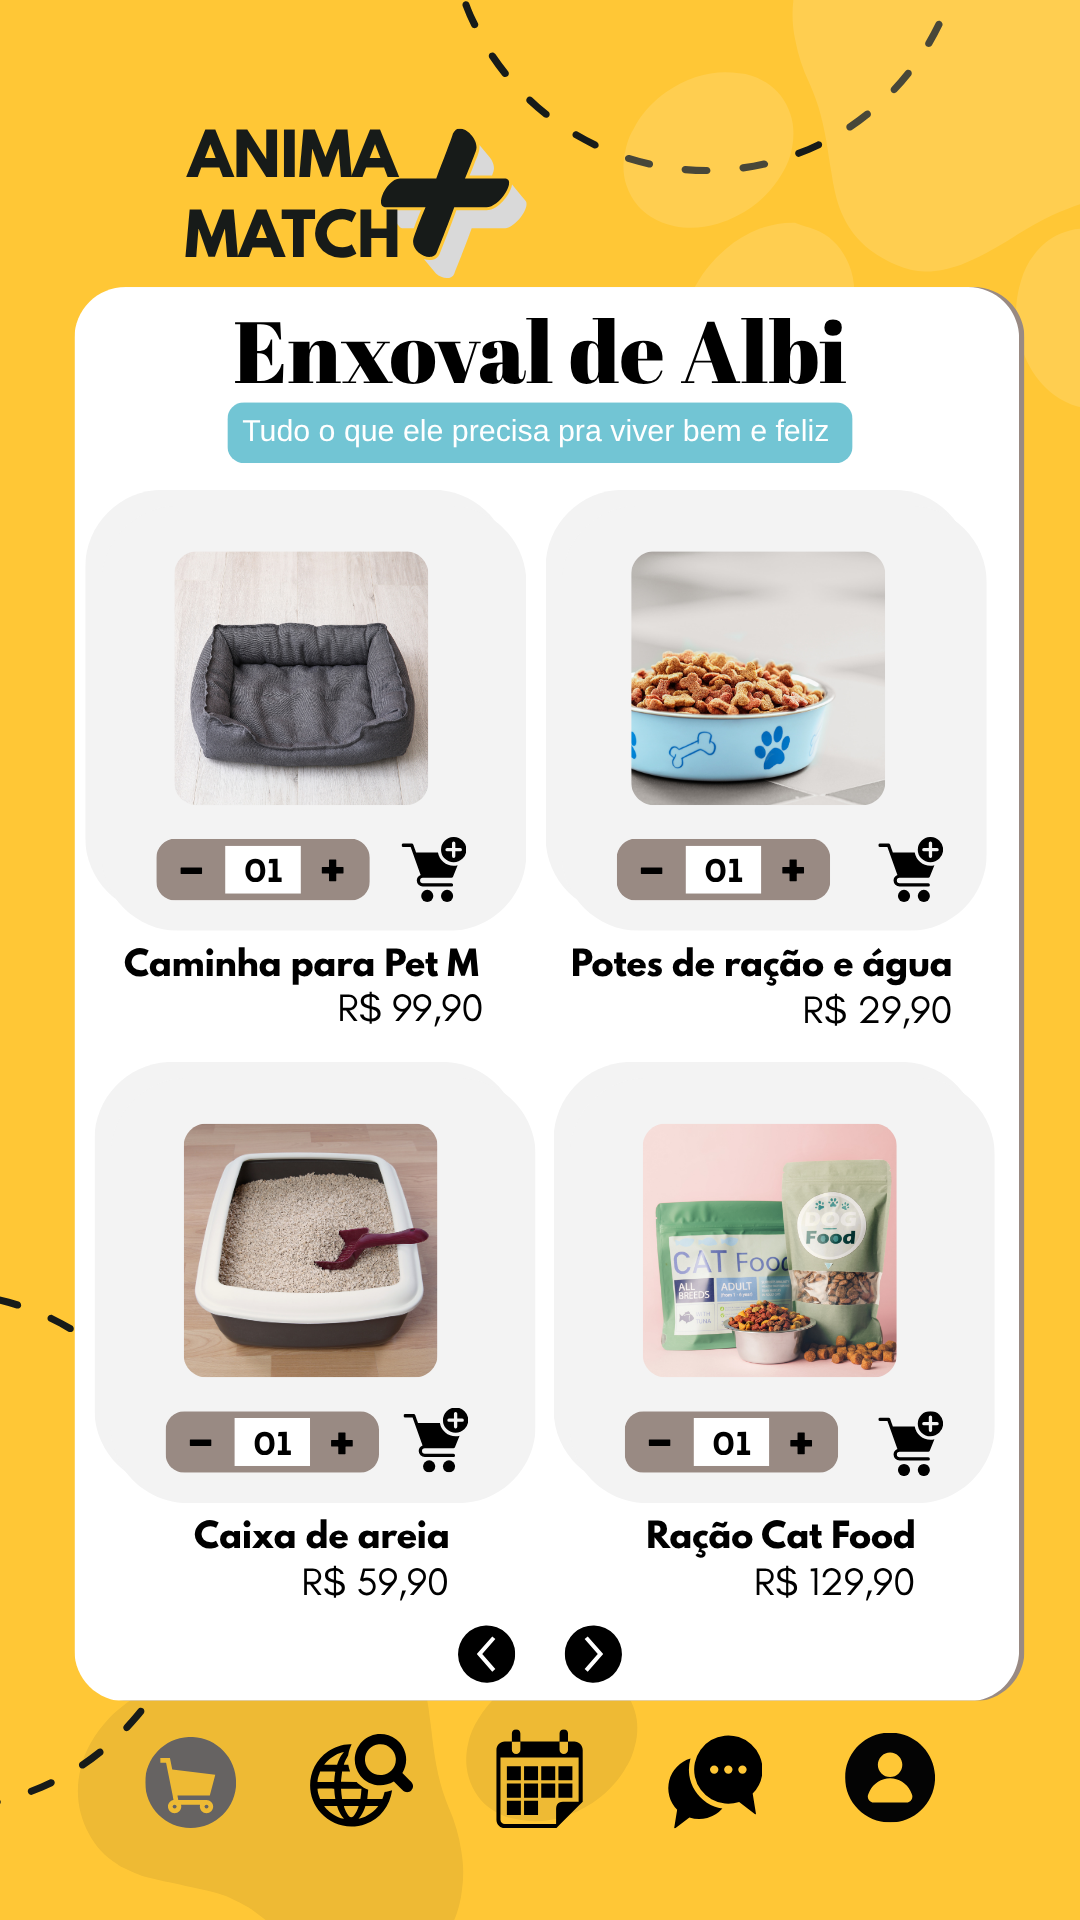 ANIMA
MATCH
Enxoval de Albi
Tudo o que ele precisa pra viver bem e feliz
01
01
Caminha para Pet M
R$ 99,90
Potes de ração e água
R$ 29,90
DOG
Food
CAT Food
ALL
BREEDS
ADULT
TUNA
01
01
Caixa de areia
R$ 59,90
Ração Cat Food
R$ 129,90